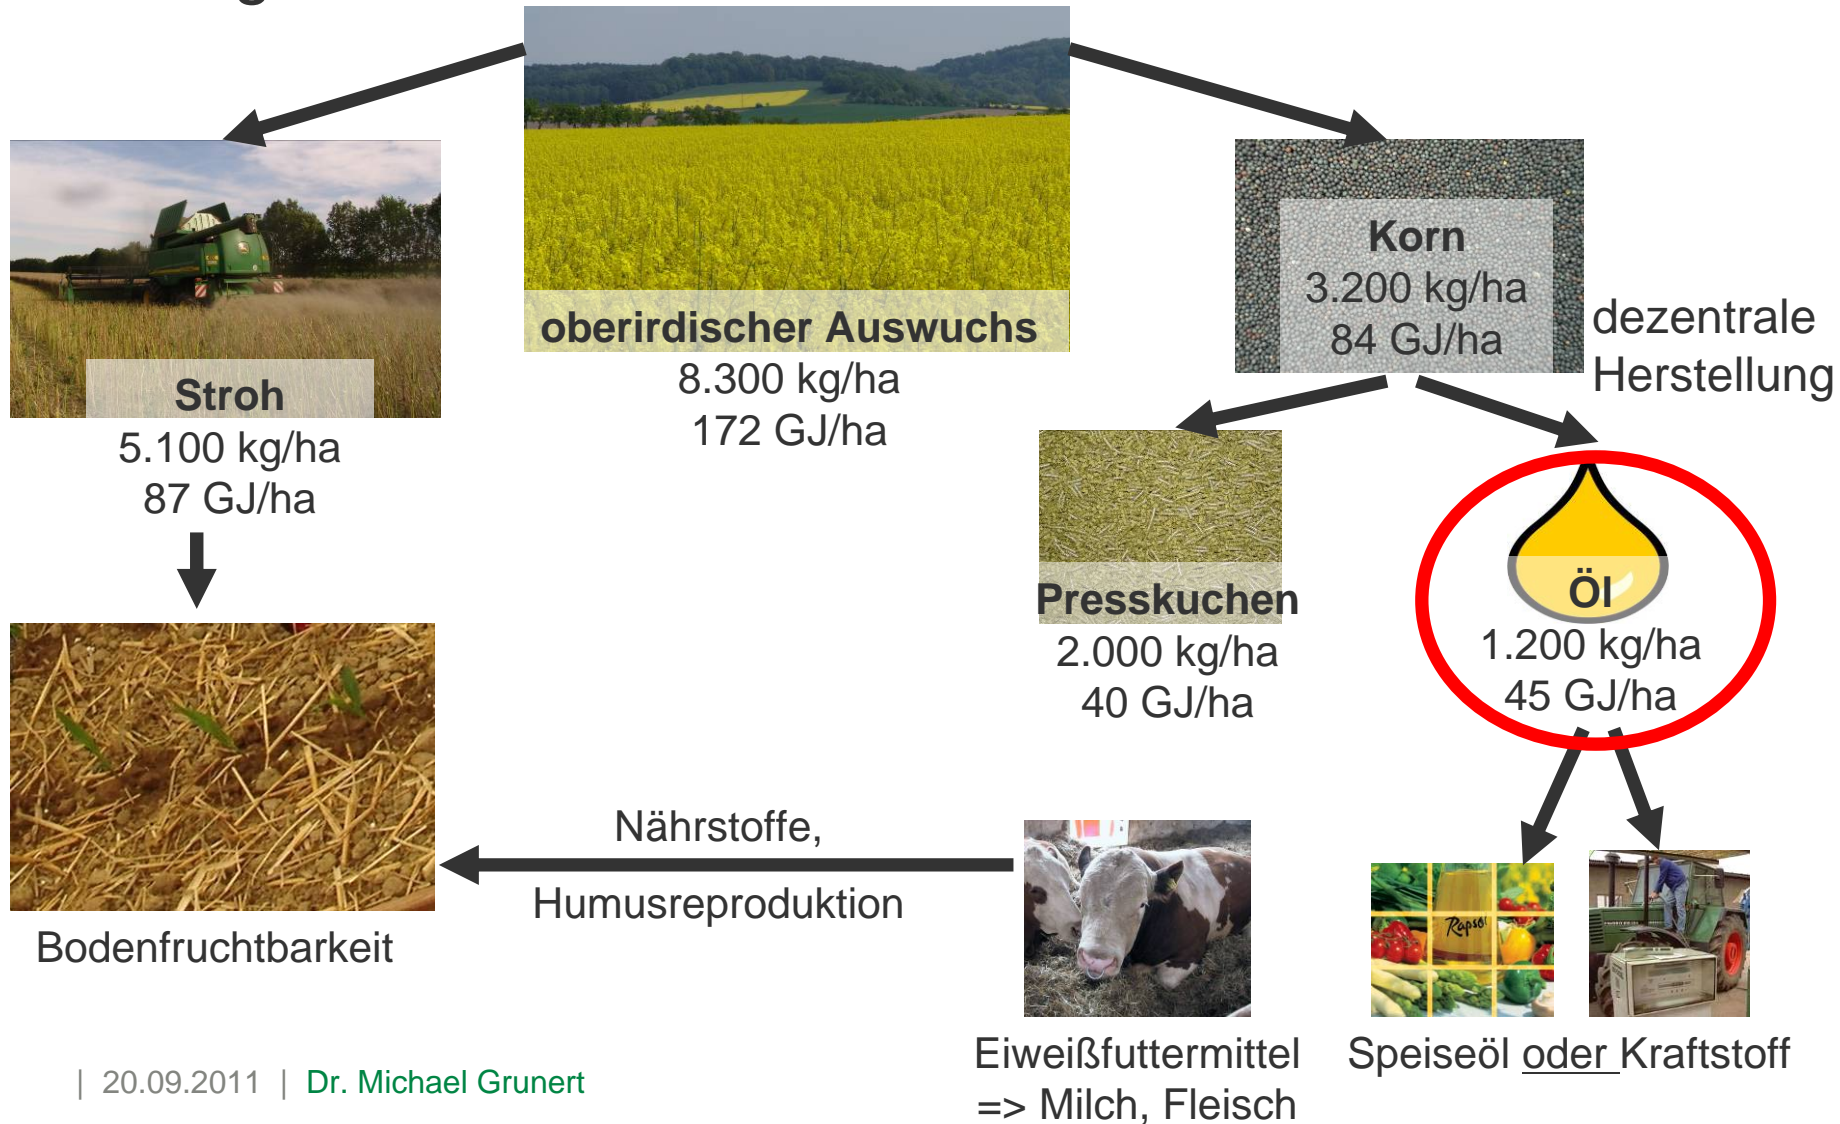 oberirdischer Auswuchs
8.300 kg/ha
172 GJ/ha
Stroh
5.100 kg/ha
87 GJ/ha
Korn
3.200 kg/ha
84 GJ/ha
dezentrale
Herstellung
Presskuchen
2.000 kg/ha
40 GJ/ha
Öl
1.200 kg/ha
45 GJ/ha
Nährstoffe,
Humusreproduktion
Bodenfruchtbarkeit
Rapsöl
Eiweißfuttermittel
=> Milch, Fleisch
Speiseöl oder Kraftstoff
| 20.09.2011 | Dr. Michael Grunert